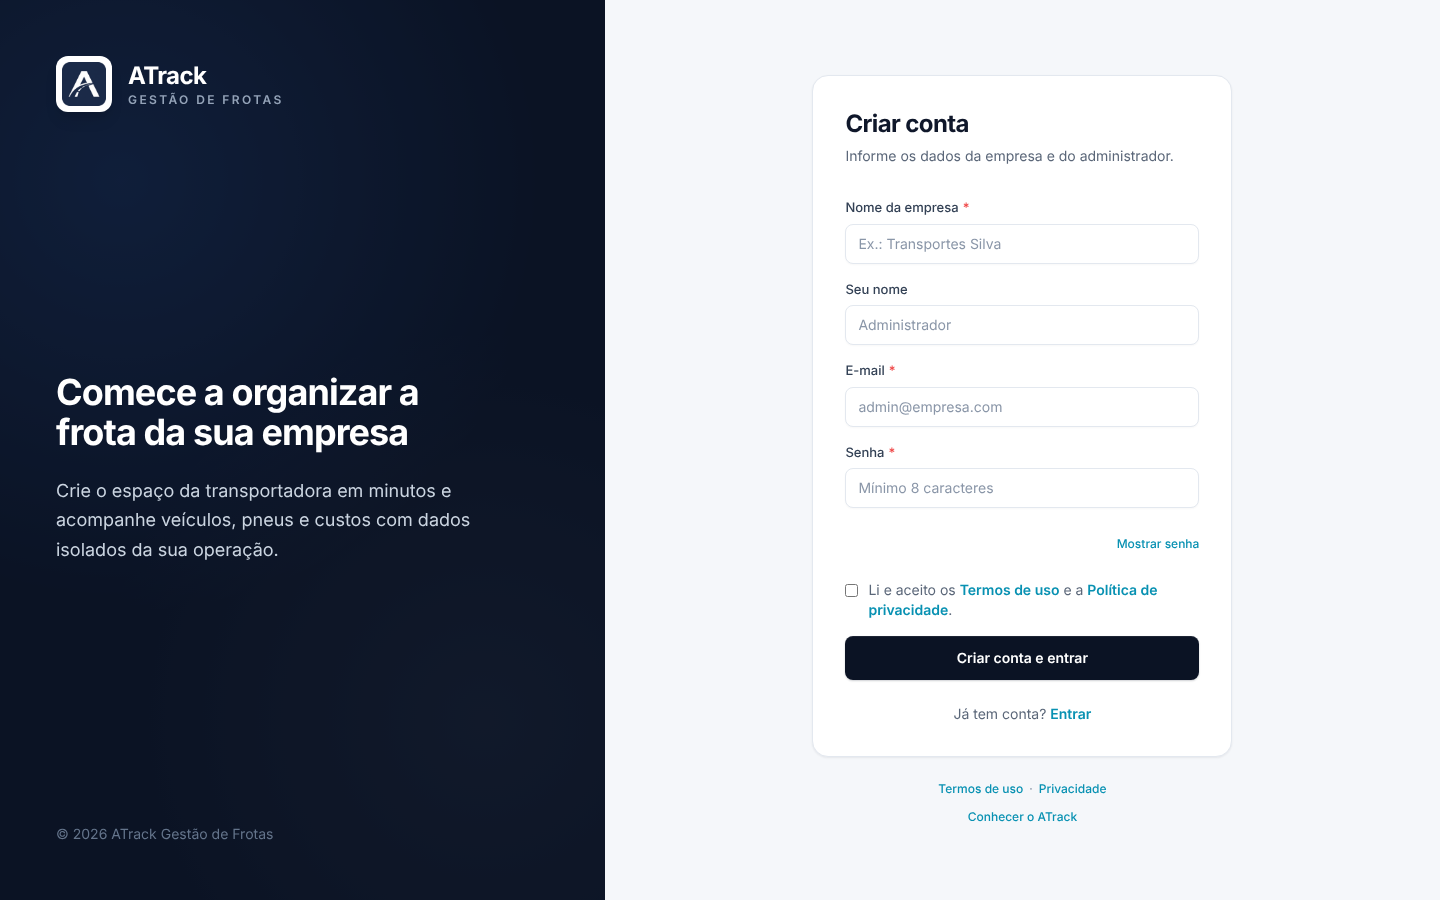 ATrack
GESTÃO DE FROTAS
Comece a organizar a
frota da sua empresa
Crie o espaço da transportadora em minutos e
acompanhe veículos, pneus e custos com dados
isolados da sua operação.
© 2026 ATrack Gestão de Frotas
Criar conta
Informe os dados da empresa e do administrador.
Nome da empresa *
Ex.: Transportes Silva
Seu nome
Administrador
E-mail *
admin@empresa.com
Senha *
Mínimo 8 caracteres
Mostrar senha
Li e aceito os Termos de uso e a Política de
privacidade.
Criar conta e entrar
Já tem conta? Entrar
Termos de uso · Privacidade
Conhecer o ATrack